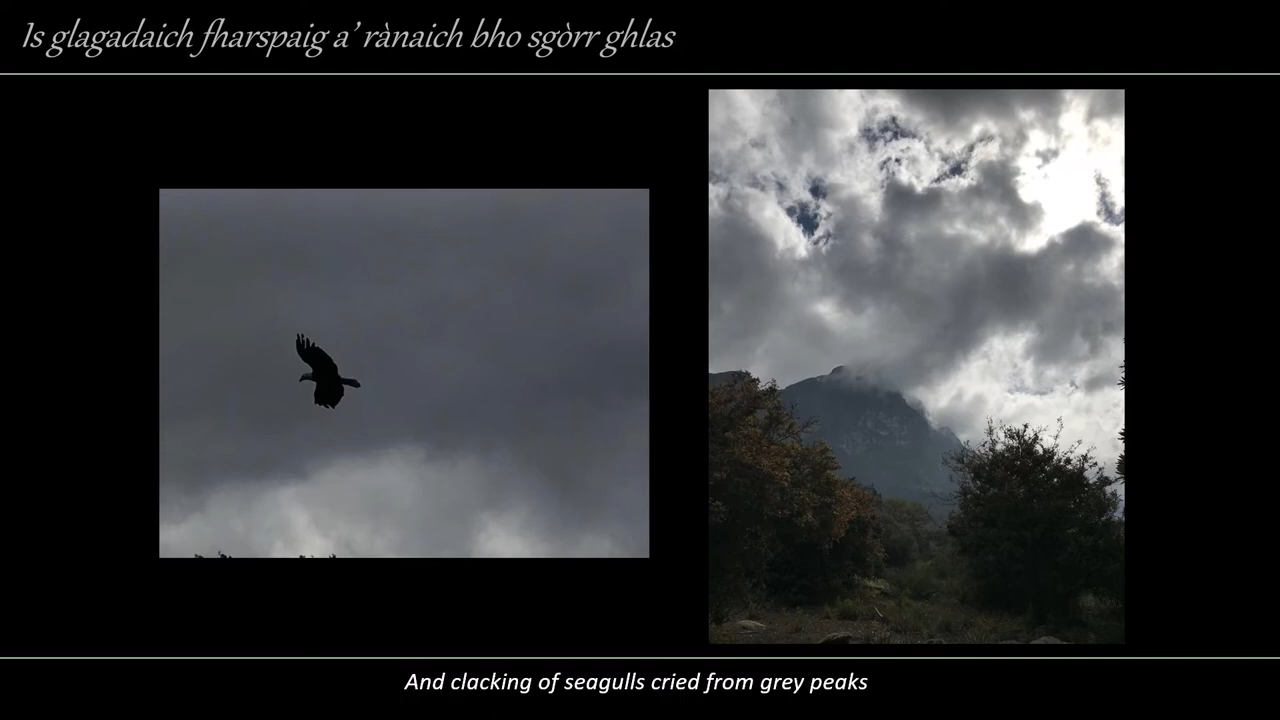 Is glagadaich fharspaig a’ rànaich bho sgòrr ghlas
And clacking of seagulls cried from grey peaks